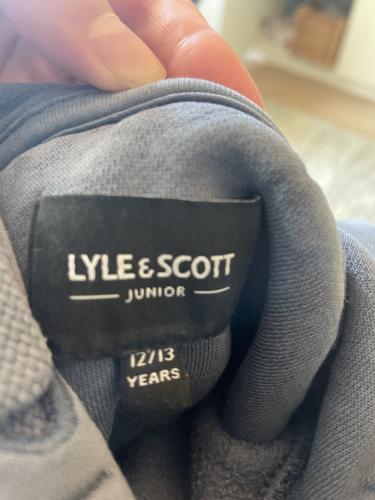 LYLE & SCOTT
JUNIOR
12/13
YEARS